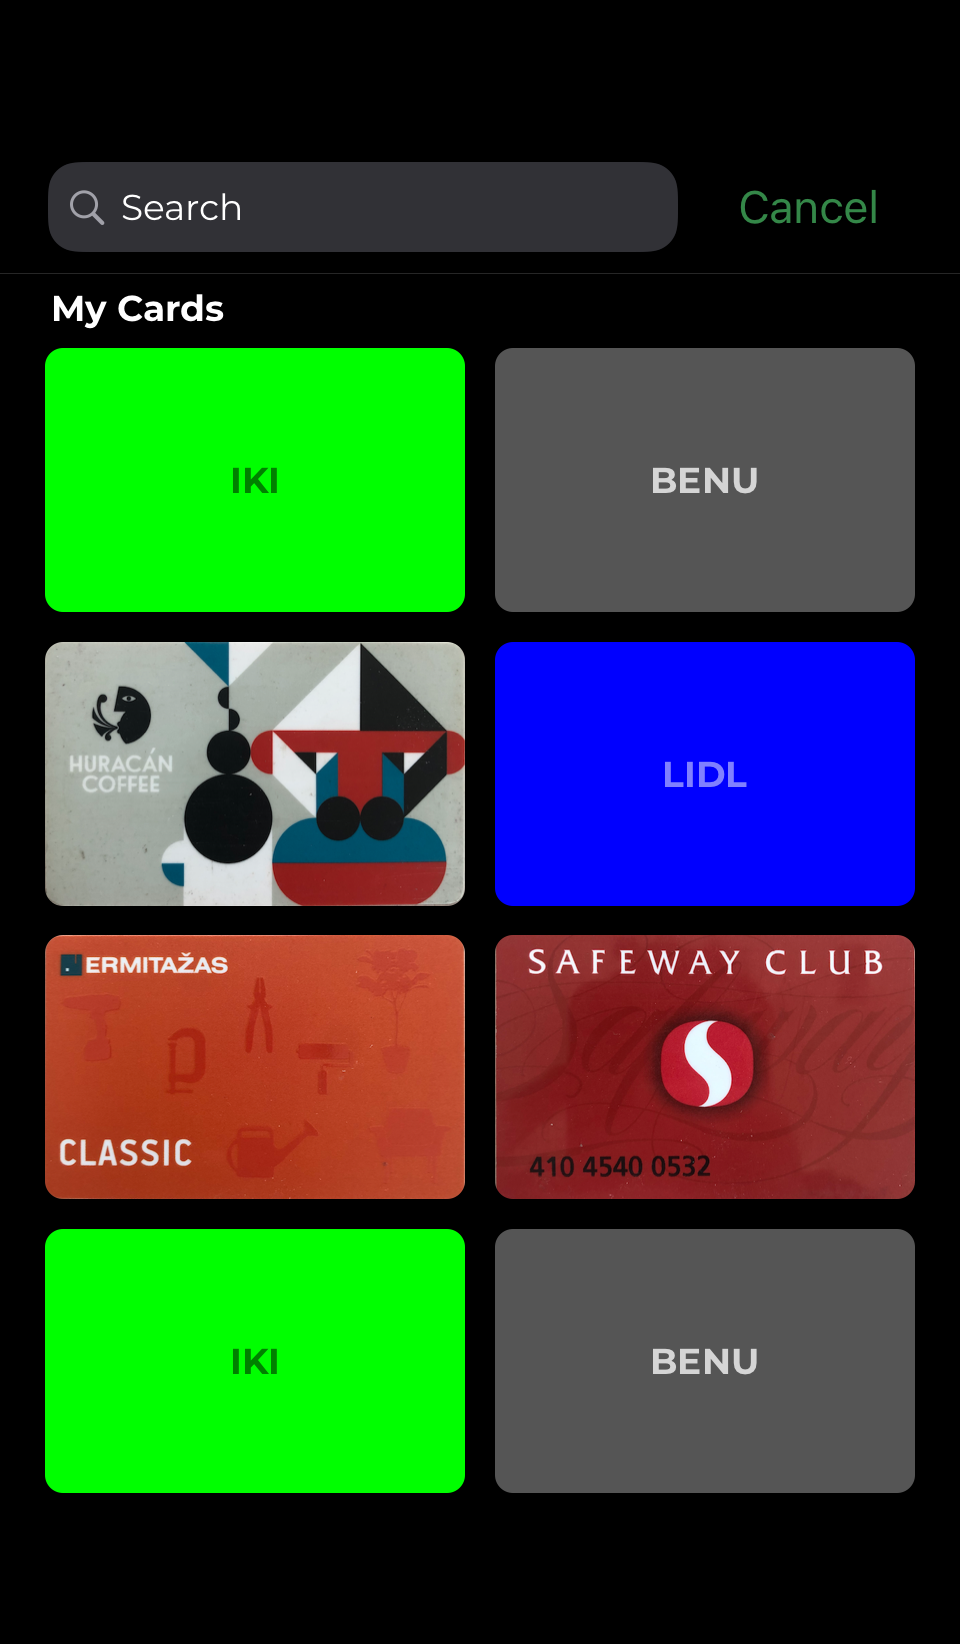 Search
Cancel
My Cards
IKI
BENU
HURACÁN
COFFEE
LIDL
ERMITAŽAS
CLASSIC
SAFEWAY CLUB
Safeway
410 4540 0532
IKI
BENU